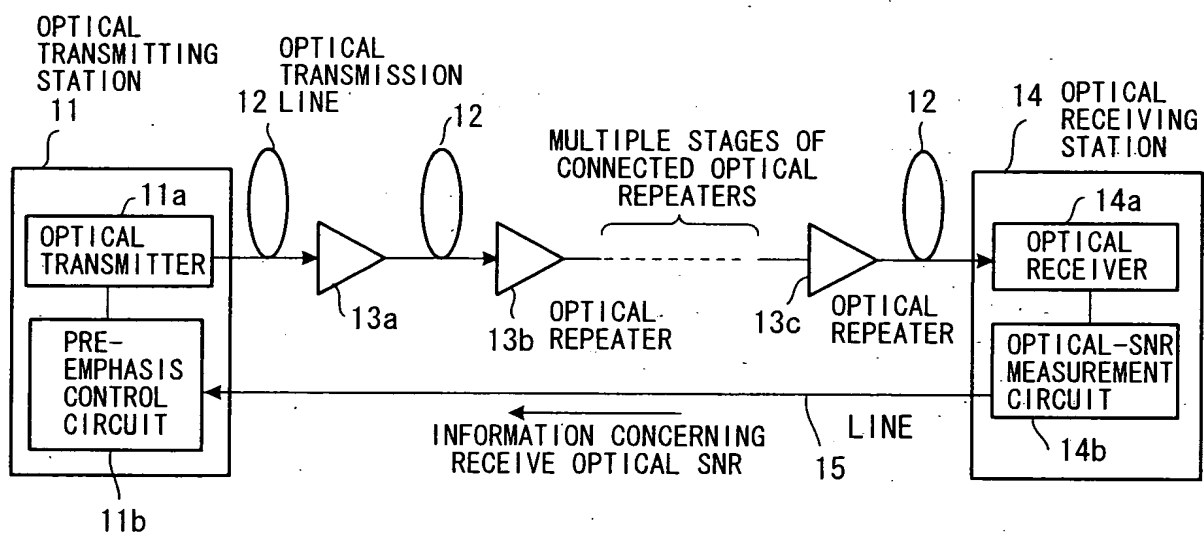 OPTICAL
TRANSMITTING
STATION
11
OPTICAL
TRANSMISSION
LINE
12
12
MULTIPLE STAGES OF
CONNECTED OPTICAL
REPEATERS
12
14
OPTICAL
RECEIVING
STATION
11a
OPTICAL
TRANSMITTER
13a
13b
OPTICAL
REPEATER
13c
OPTICAL
REPEATER
14a
OPTICAL
RECEIVER
PRE-
EMPHASIS
CONTROL
CIRCUIT
11b
INFORMATION CONCERNING
RECEIVE OPTICAL SNR
15
LINE
OPTICAL-SNR
MEASUREMENT
CIRCUIT
14b